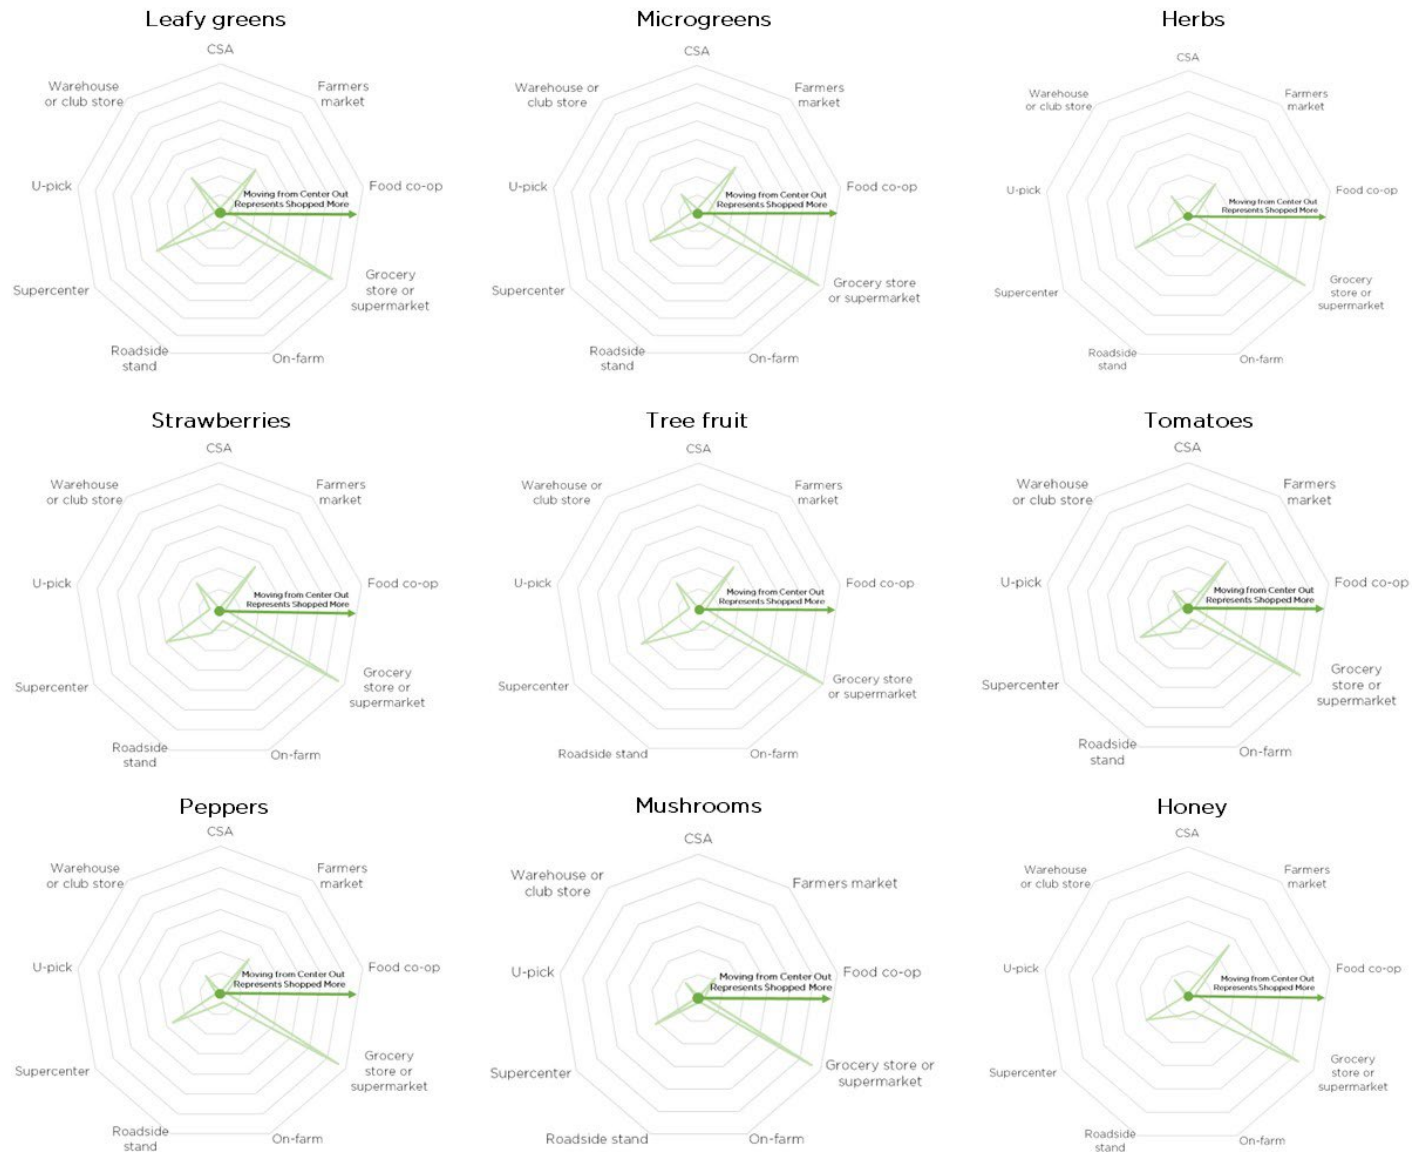 Leafy greens
CSA
Warehouse
or club store
Farmers
market
U-pick
Food co-op
Moving from Center Out
Represents Shopped More
Supercenter
Grocery
store or
supermarket
Roadside
stand
On-farm
Microgreens
CSA
Warehouse or
club store
Farmers
market
U-pick
Food co-op
Moving from Center Out
Represents Shopped More
Supercenter
Grocery store
or supermarket
Roadside
stand
On-farm
Herbs
CSA
Warehouse
or club store
Farmers
market
U-pick
Food co-op
Moving from Center Out
Represents Shopped More
Supercenter
Grocery
store or
supermarket
Roadside
stand
On-farm
Strawberries
CSA
Warehouse
or club store
Farmers
market
U-pick
Food co-op
Moving from Center Out
Represents Shopped More
Supercenter
Grocery
store or
supermarket
Roadside
stand
On-farm
Tree fruit
CSA
Warehouse or
club store
Farmers
market
U-pick
Food co-op
Moving from Center Out
Represents Shopped More
Supercenter
Grocery store
or supermarket
Roadside stand
On-farm
Tomatoes
CSA
Warehouse
or club store
Farmers
market
U-pick
Food co-op
Moving from Center Out
Represents Shopped More
Supercenter
Grocery
store or
supermarket
Roadside
stand
On-farm
Peppers
CSA
Warehouse
or club store
Farmers
market
U-pick
Food co-op
Moving from Center Out
Represents Shopped More
Supercenter
Grocery
store or
supermarket
Roadside
stand
On-farm
Mushrooms
CSA
Warehouse or
club store
Farmers market
U-pick
Food co-op
Moving from Center Out
Represents Shopped More
Supercenter
Grocery store or
supermarket
Roadside stand
On-farm
Honey
CSA
Warehouse
or club store
Farmers
market
U-pick
Food co-op
Moving from Center Out
Represents Shopped More
Supercenter
Grocery
store or
supermarket
Roadside
stand
On-farm